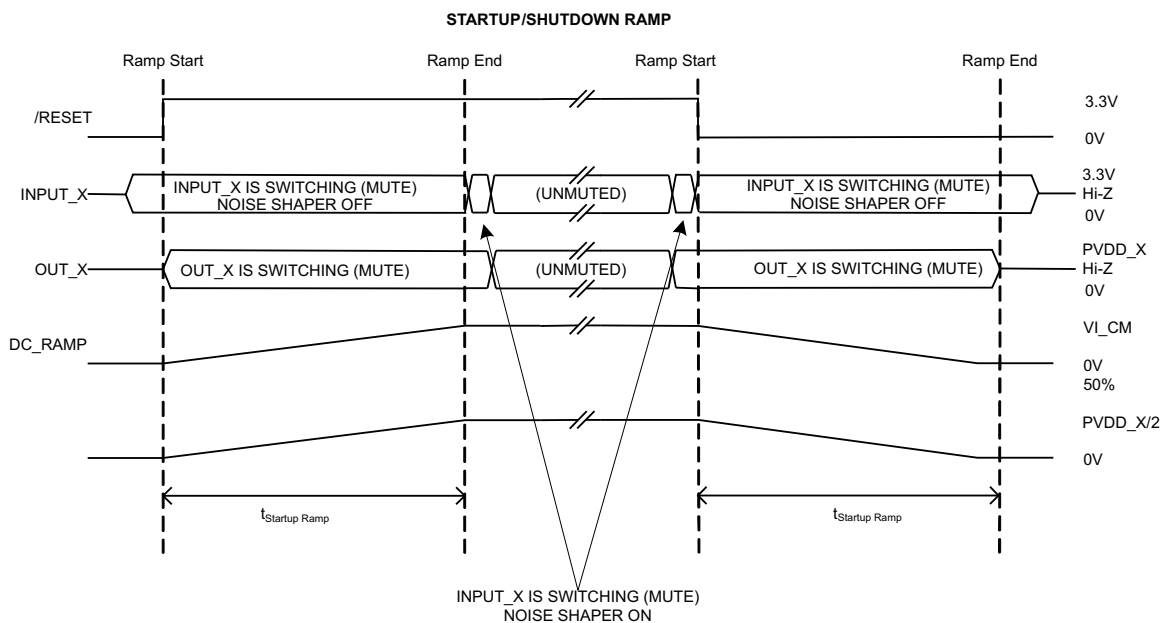 STARTUP/SHUTDOWN RAMP
Ramp Start
Ramp End
Ramp Start
Ramp End
/RESET
3.3V
0V
INPUT_X
INPUT_X IS SWITCHING (MUTE)
NOISE SHAPER OFF
(UNMUTED)
INPUT_X IS SWITCHING (MUTE)
NOISE SHAPER OFF
3.3V
Hi-Z
0V
OUT_X
OUT_X IS SWITCHING (MUTE)
(UNMUTED)
OUT_X IS SWITCHING (MUTE)
PVDD_X
Hi-Z
0V
DC_RAMP
VI_CM
0V
50%
PVDD_X/2
0V
tStartup Ramp
tStartup Ramp
INPUT_X IS SWITCHING (MUTE)
NOISE SHAPER ON